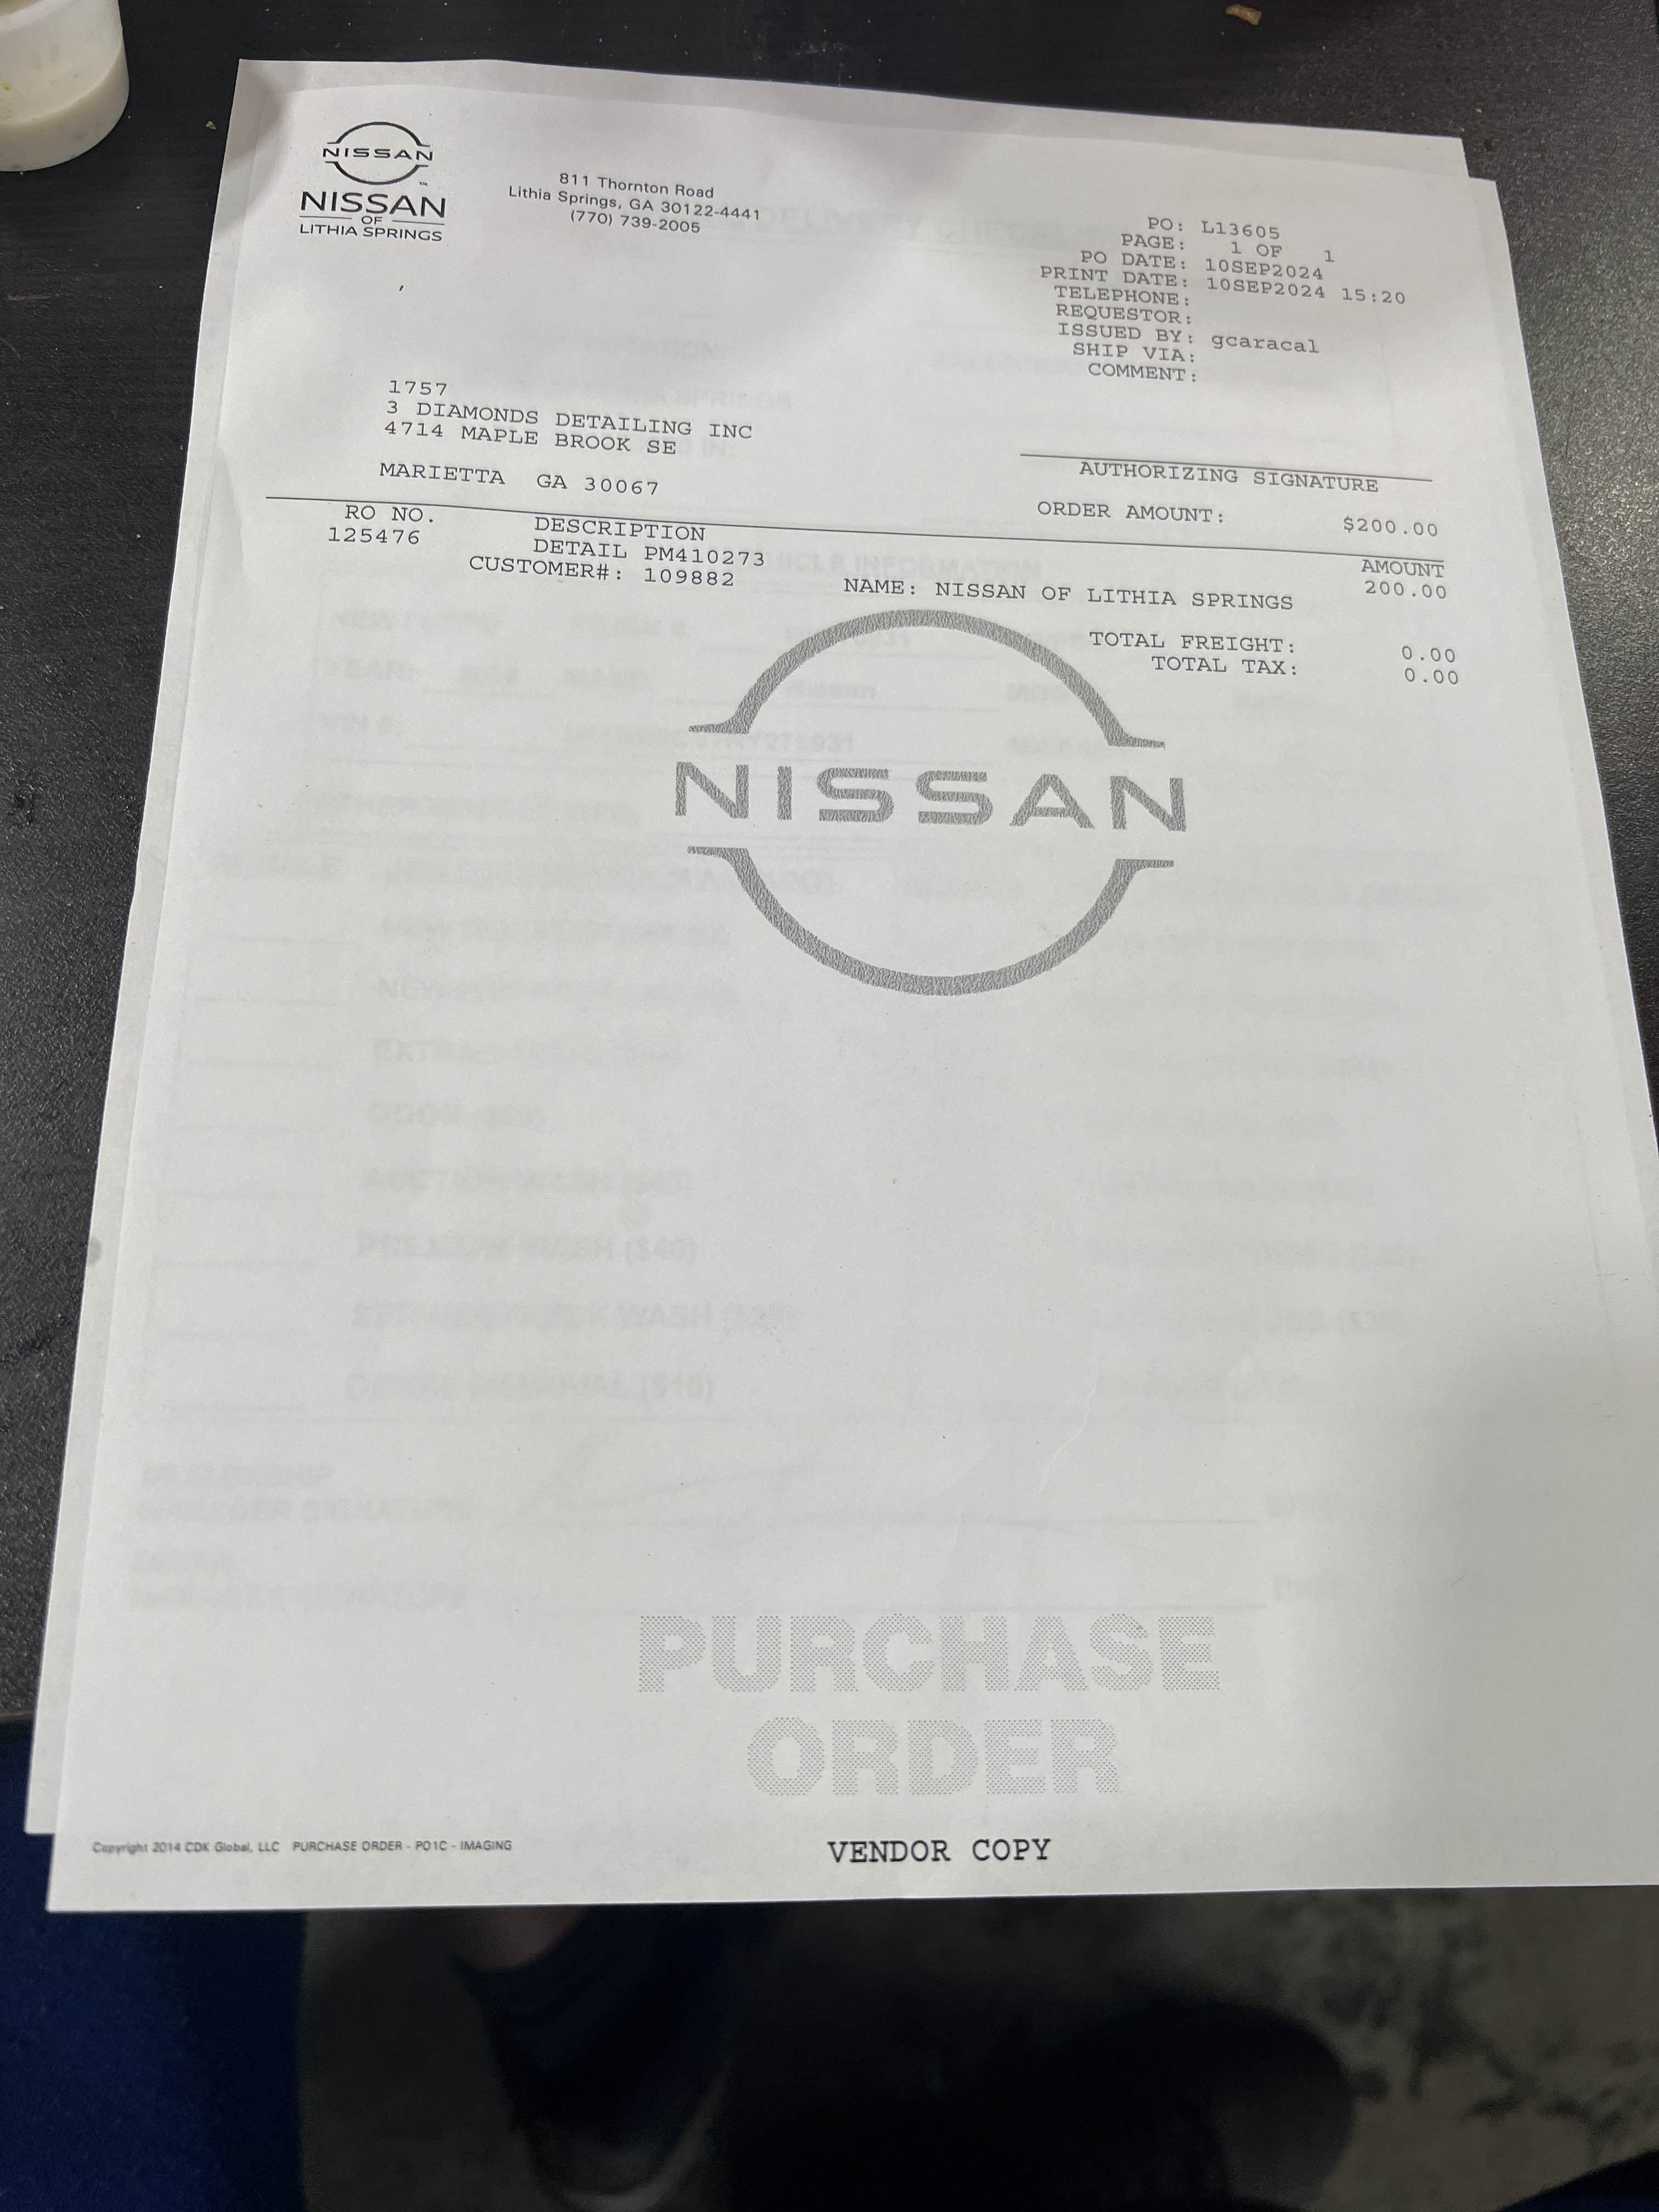 NISSAN
NISSAN
OF
LITHIA SPRINGS
811 Thornton Road
Lithia Springs, GA 30122-4441
(770) 739-2005
PO: L13605
PAGE: 1 OF 1
PO DATE: 10SEP2024
PRINT DATE: 10SEP2024 15:20
TELEPHONE:
REQUESTOR:
ISSUED BY: gcaracal
SHIP VIA:
COMMENT:
1757
3 DIAMONDS DETAILING INC
4714 MAPLE BROOK SE
MARIETTA GA 30067
AUTHORIZING SIGNATURE
ORDER AMOUNT: $200.00
RO NO. DESCRIPTION AMOUNT
125476 DETAIL PM410273 200.00
CUSTOMER#: 109882 NAME: NISSAN OF LITHIA SPRINGS
TOTAL FREIGHT: 0.00
TOTAL TAX: 0.00
NISSAN
PURCHASE
ORDER
Copyright 2014 CDK Global, LLC PURCHASE ORDER - PO1C - IMAGING
VENDOR COPY